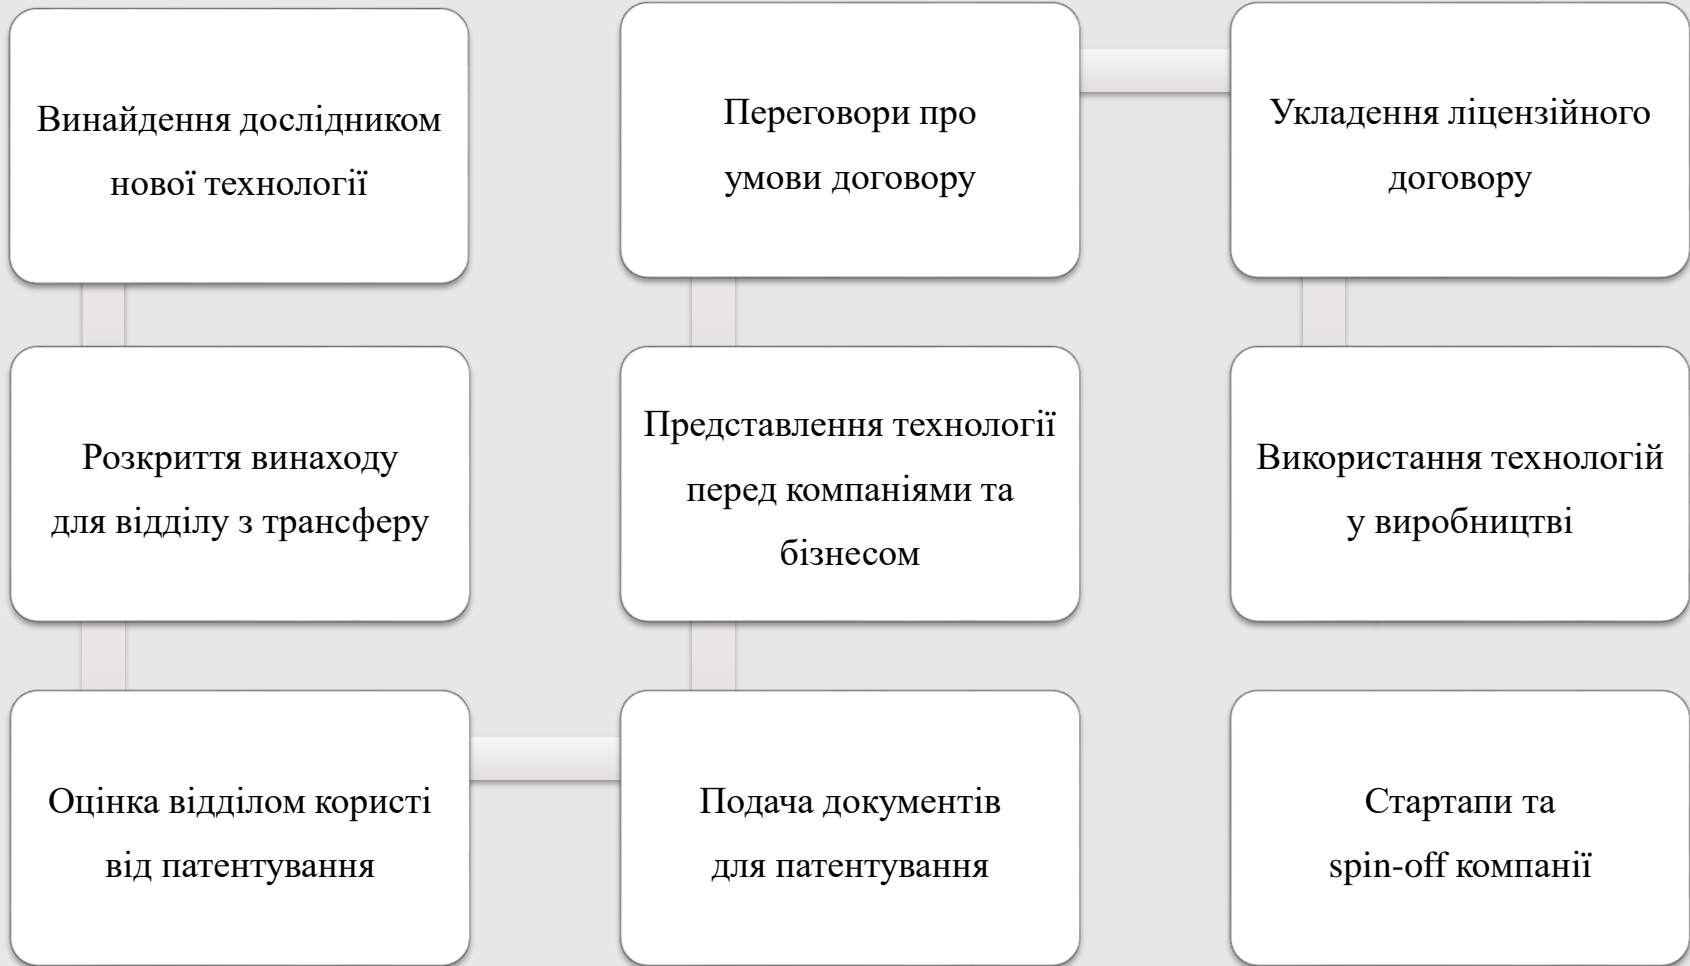 Винайдення дослідником
нової технології
Розкриття винаходу
для відділу з трансферу
Оцінка відділом користі
від патентування
Подача документів
для патентування
Представлення технології
перед компаніями та
бізнесом
Переговори про
умови договору
Укладення ліцензійного
договору
Використання технологій
у виробництві
Стартапи та
spin-off компанії